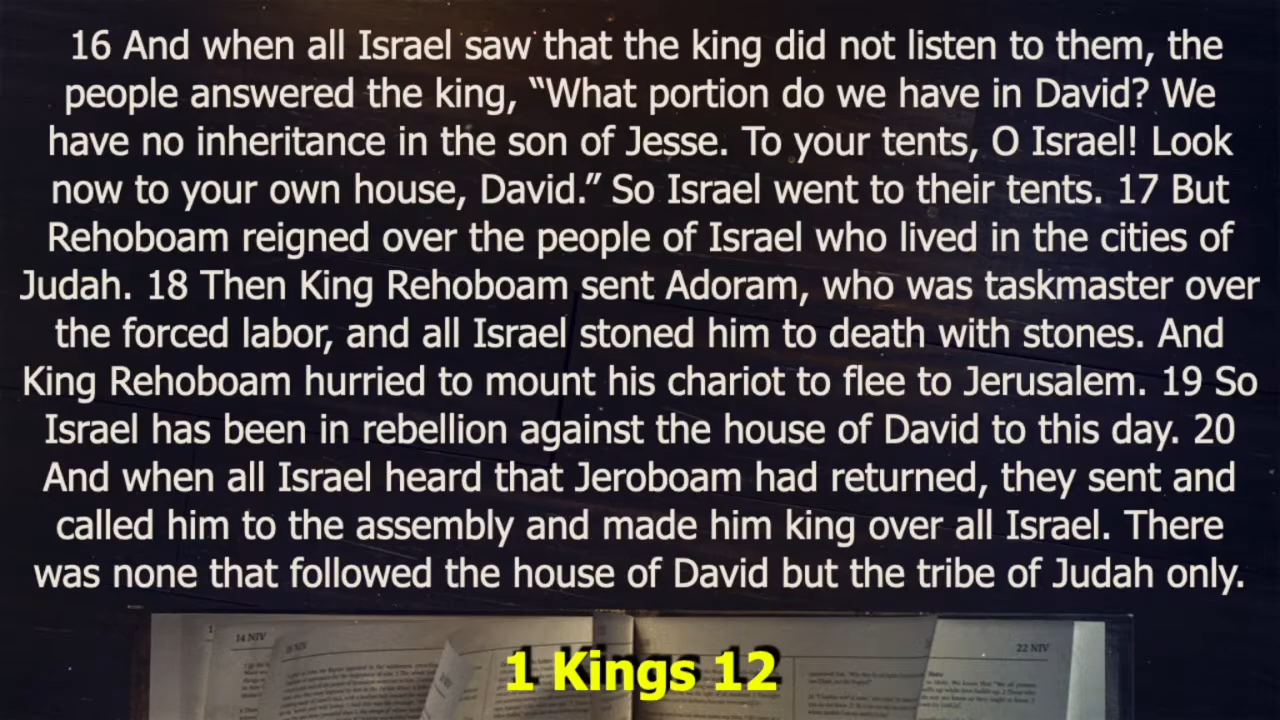 16 And when all Israel saw that the king did not listen to them, the
people answered the king, “What portion do we have in David? We
have no inheritance in the son of Jesse. To your tents, O Israel! Look
now to your own house, David.” So Israel went to their tents. 17 But
Rehoboam reigned over the people of Israel who lived in the cities of
Judah. 18 Then King Rehoboam sent Adoram, who was taskmaster over
the forced labor, and all Israel stoned him to death with stones. And
King Rehoboam hurried to mount his chariot to flee to Jerusalem. 19 So
Israel has been in rebellion against the house of David to this day. 20
And when all Israel heard that Jeroboam had returned, they sent and
called him to the assembly and made him king over all Israel. There
was none that followed the house of David but the tribe of Judah only.
14 NIV
22 NIV
1 Kings 12